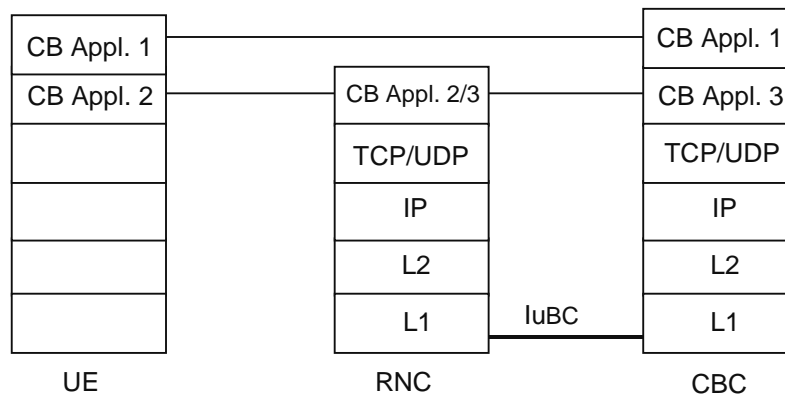 CB Appl. 1
CB Appl. 1
CB Appl. 2
CB Appl. 2/3
CB Appl. 3
TCP/UDP
TCP/UDP
IP
IP
L2
L2
L1
IuBC
L1
UE
RNC
CBC